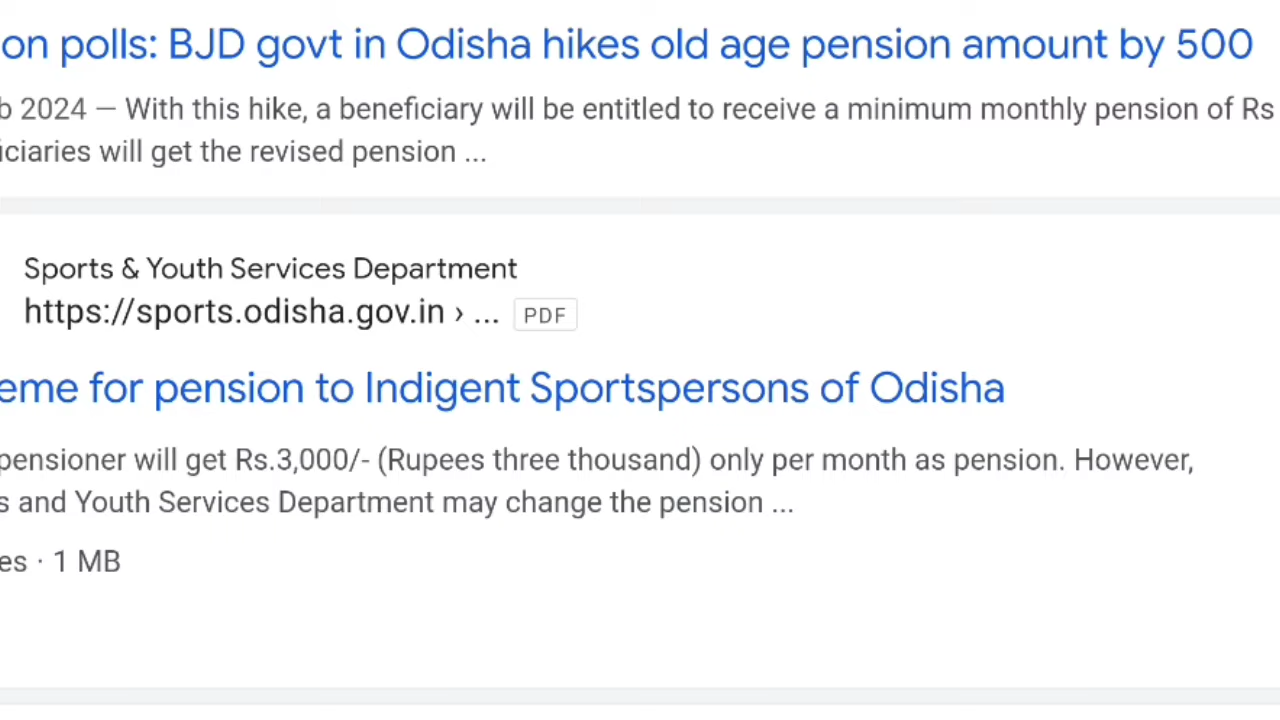 on polls: BJD govt in Odisha hikes old age pension amount by 500
b 2024 — With this hike, a beneficiary will be entitled to receive a minimum monthly pension of Rs
iciaries will get the revised pension ...
Sports & Youth Services Department
https://sports.odisha.gov.in › ... PDF
eme for pension to Indigent Sportspersons of Odisha
pensioner will get Rs.3,000/- (Rupees three thousand) only per month as pension. However,
s and Youth Services Department may change the pension ...
es · 1 MB